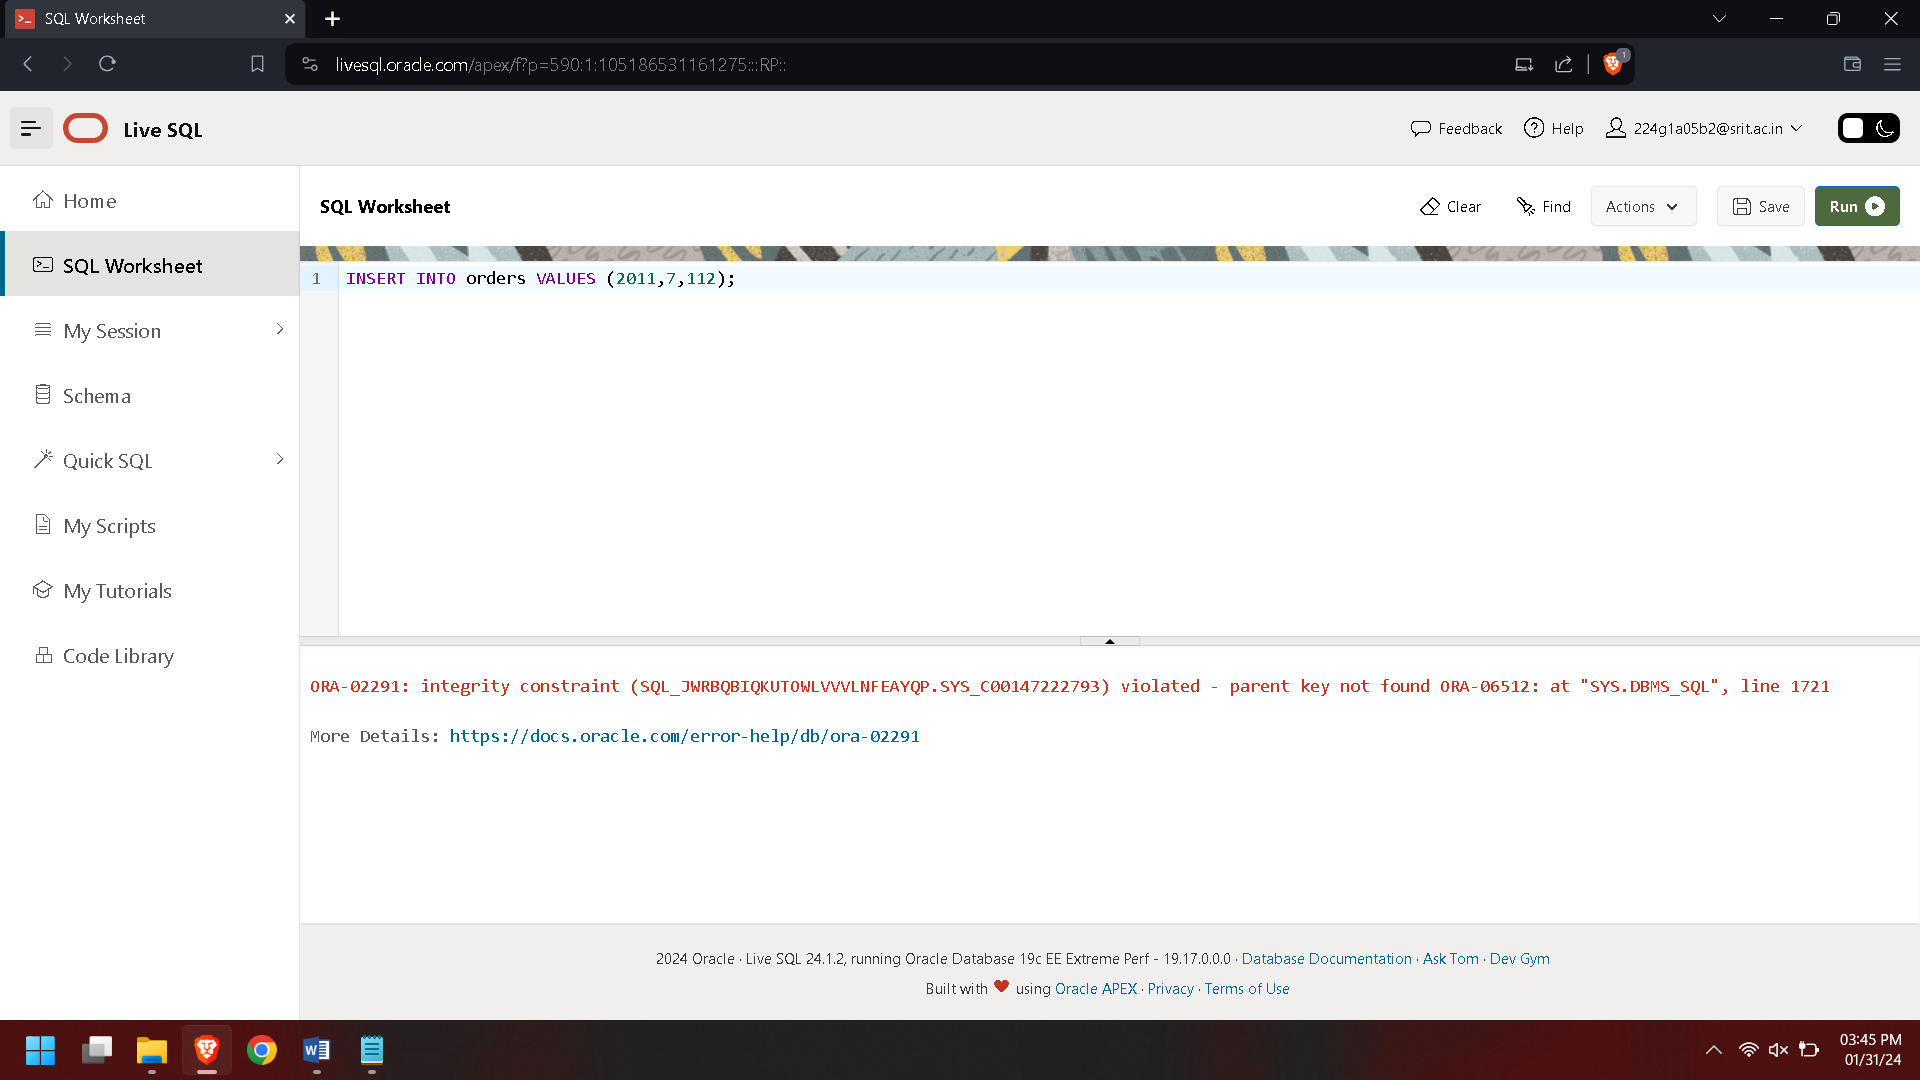 SQL Worksheet
livesql.oracle.com/apex/f?p=590:1:105186531161275:::RP::
1
Live SQL
Feedback
Help
224g1a05b2@srit.ac.in
Home
SQL Worksheet
My Session
Schema
Quick SQL
My Scripts
My Tutorials
Code Library
SQL Worksheet
Clear
Find
Actions
Save
Run
1 INSERT INTO orders VALUES (2011,7,112);
ORA-02291: integrity constraint (SQL_JWRBQBIQKUTOWLVVVLNFEAYQP.SYS_C00147222793) violated - parent key not found ORA-06512: at "SYS.DBMS_SQL", line 1721
More Details: https://docs.oracle.com/error-help/db/ora-02291
2024 Oracle · Live SQL 24.1.2, running Oracle Database 19c EE Extreme Perf - 19.17.0.0.0 · Database Documentation · Ask Tom · Dev Gym
Built with ♥ using Oracle APEX · Privacy · Terms of Use
03:45 PM
01/31/24